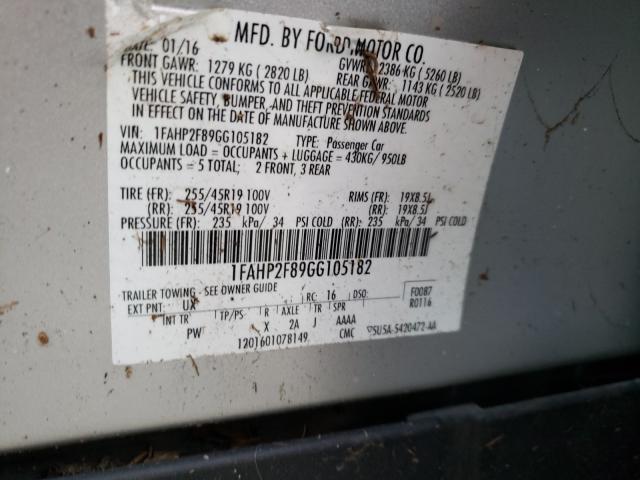 MFD. BY FORD MOTOR CO.
DATE: 01/16
GVWR: 2386 KG ( 5260 LB)
FRONT GAWR: 1279 KG ( 2820 LB)
REAR GAWR: 1143 KG ( 2520 LB)
THIS VEHICLE CONFORMS TO ALL APPLICABLE FEDERAL MOTOR
VEHICLE SAFETY, BUMPER, AND THEFT PREVENTION STANDARDS
IN EFFECT ON THE DATE OF MANUFACTURE SHOWN ABOVE.
VIN: 1FAHP2F89GG105182 TYPE: Passenger Car
MAXIMUM LOAD = OCCUPANTS + LUGGAGE = 430KG/ 950LB
OCCUPANTS = 5 TOTAL; 2 FRONT, 3 REAR
TIRE (FR): 255/45R19 100V RIMS (FR): 19X8.5J
(RR): 255/45R19 100V (RR): 19X8.5J
PRESSURE (FR): 235 kPa/ 34 PSI COLD (RR): 235 kPa/ 34 PSI COLD
1FAHP2F89GG105182
TRAILER TOWING - SEE OWNER GUIDE
EXT PNT: UX RC: 16 DSO: F0087
R0116
INT TR TP/PS R AXLE TR SPR
PW X 2A J AAAA
1201601078149 CMC 5U5A-5420472-AA